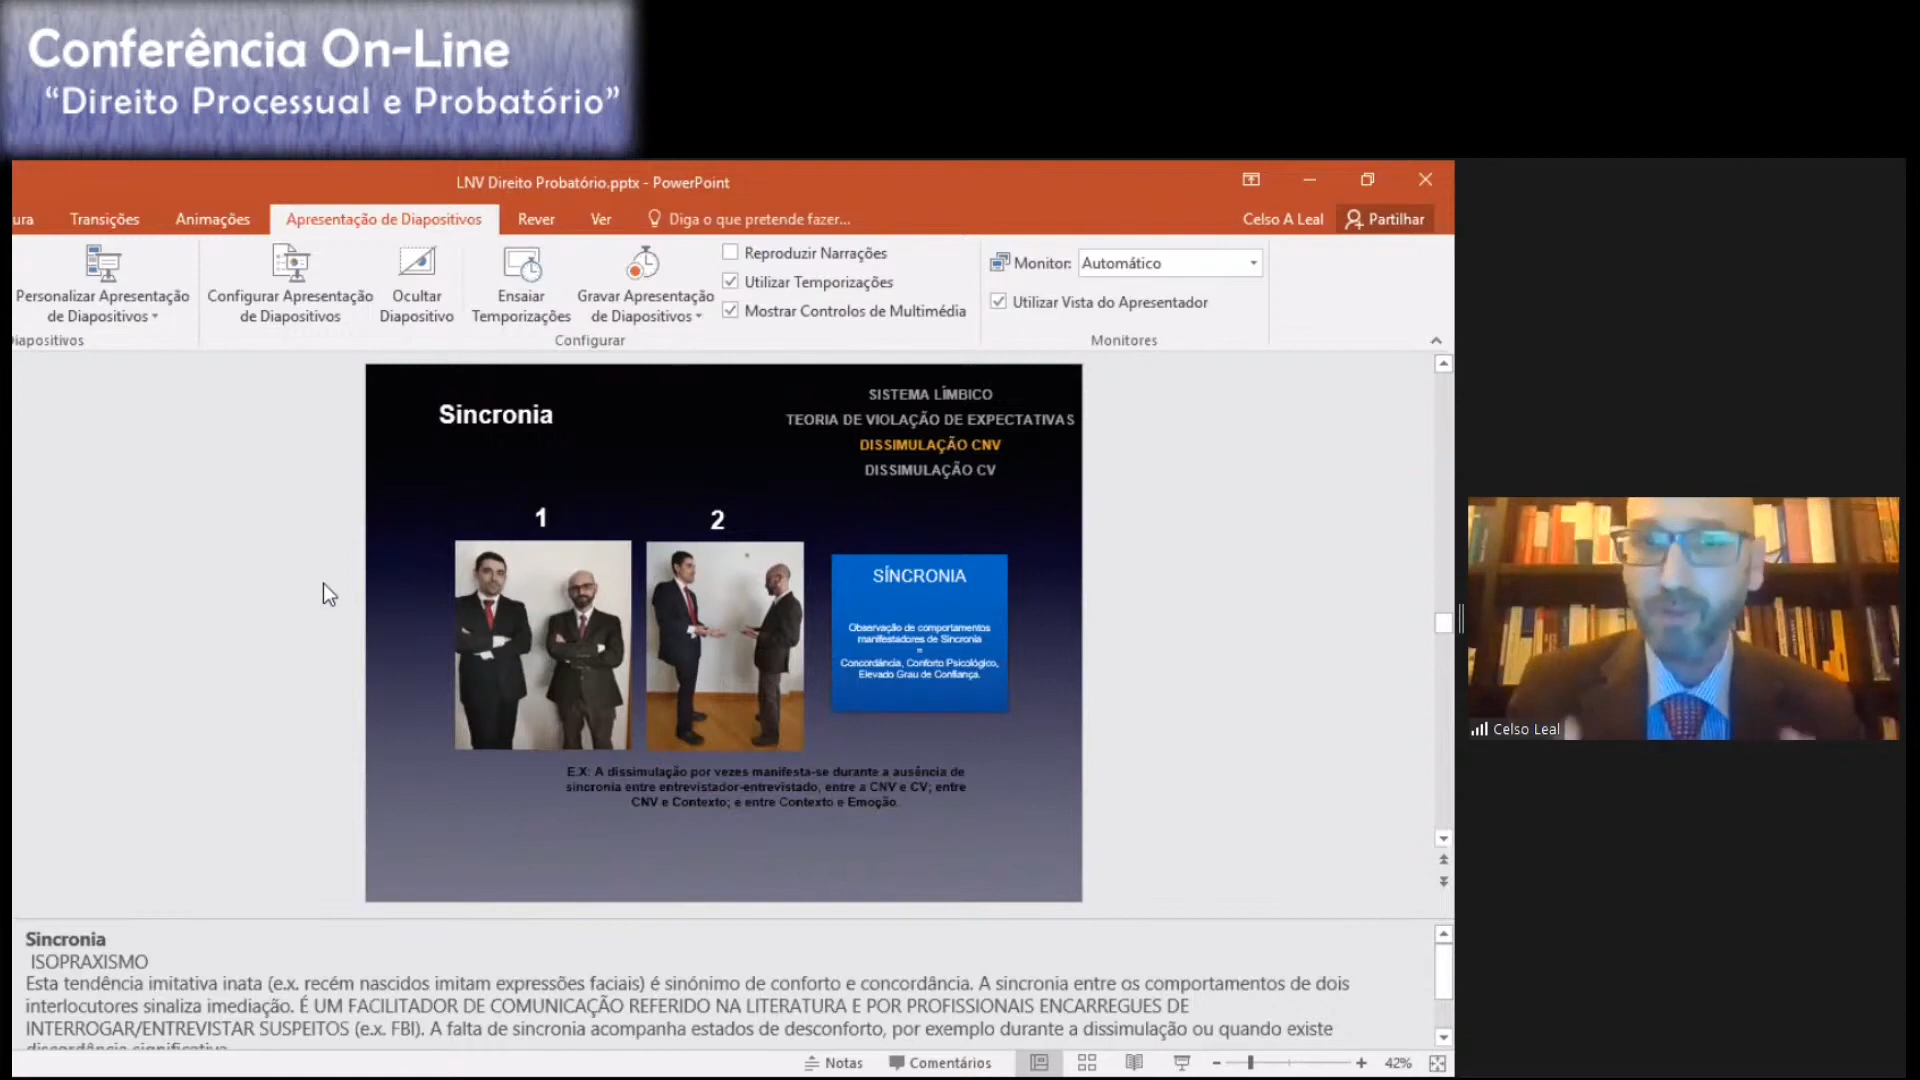 Conferência On-Line
“Direito Processual e Probatório”
LNV Direito Probatório.pptx - PowerPoint
ura
Transições
Animações
Apresentação de Diapositivos
Rever
Ver
Diga o que pretende fazer...
Celso A Leal
Partilhar
Personalizar Apresentação
de Diapositivos
Configurar Apresentação
de Diapositivos
Ocultar
Diapositivo
Ensaiar
Temporizações
Gravar Apresentação
de Diapositivos
Reproduzir Narrações
Utilizar Temporizações
Mostrar Controlos de Multimédia
Monitor:
Automático
Utilizar Vista do Apresentador
iapositivos
Configurar
Monitores
Sincronia
SISTEMA LÍMBICO
TEORIA DE VIOLAÇÃO DE EXPECTATIVAS
DISSIMULAÇÃO CNV
DISSIMULAÇÃO CV
1
2
SÍNCRONIA
Observação de comportamentos
manifestadores de Sincronia
=
Concordância, Conforto Psicológico,
Elevado Grau de Confiança.
E.X: A dissimulação por vezes manifesta-se durante a ausência de
sincronia entre entrevistador-entrevistado, entre a CNV e CV; entre
CNV e Contexto; e entre Contexto e Emoção.
Celso Leal
Sincronia
ISOPRAXISMO
Esta tendência imitativa inata (e.x. recém nascidos imitam expressões faciais) é sinónimo de conforto e concordância. A sincronia entre os comportamentos de dois
interlocutores sinaliza imediação. É UM FACILITADOR DE COMUNICAÇÃO REFERIDO NA LITERATURA E POR PROFISSIONAIS ENCARREGUES DE
INTERROGAR/ENTREVISTAR SUSPEITOS (e.x. FBI). A falta de sincronia acompanha estados de desconforto, por exemplo durante a dissimulação ou quando existe
discordância significativa.
Notas
Comentários
42%